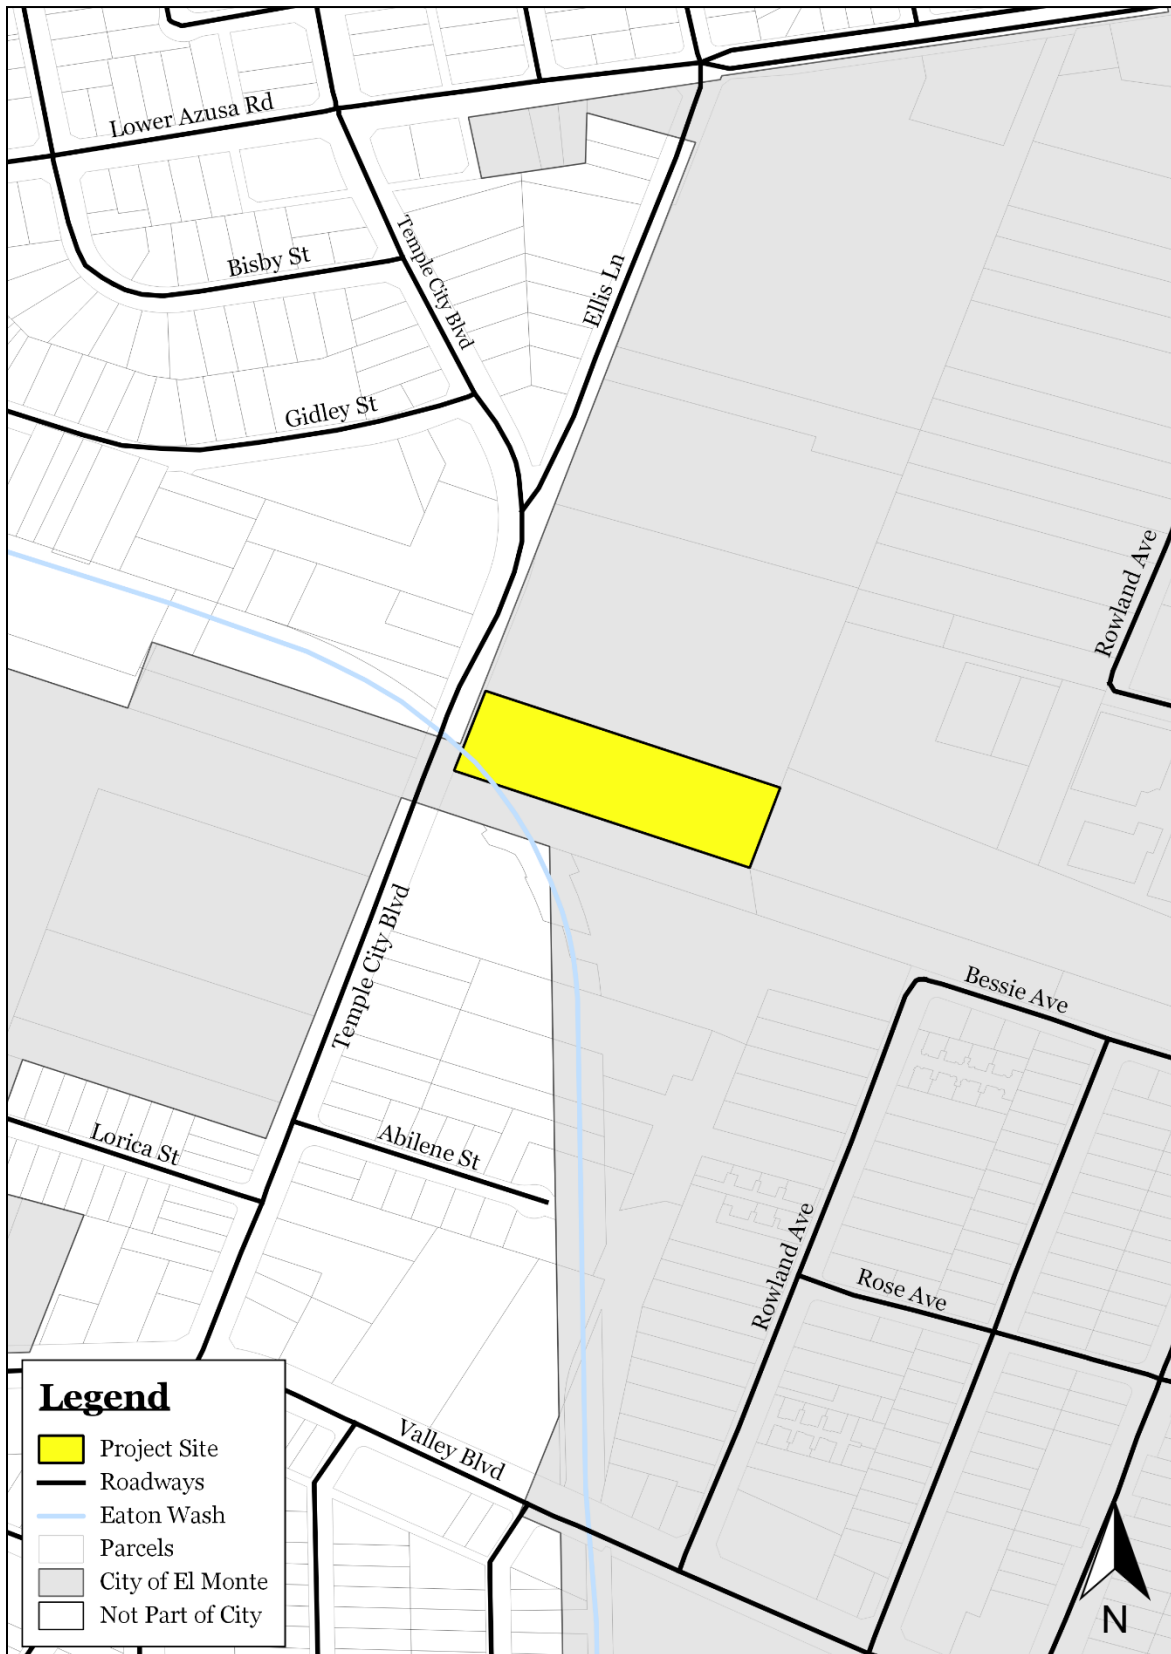 Lower Azusa Rd
Temple City Blvd
Bisby St
Ellis Ln
Gidley St
Rowland Ave
Temple City Blvd
Bessie Ave
Lorica St
Abilene St
Rowland Ave
Rose Ave
Valley Blvd
Legend
Project Site
Roadways
Eaton Wash
Parcels
City of El Monte
Not Part of City
N